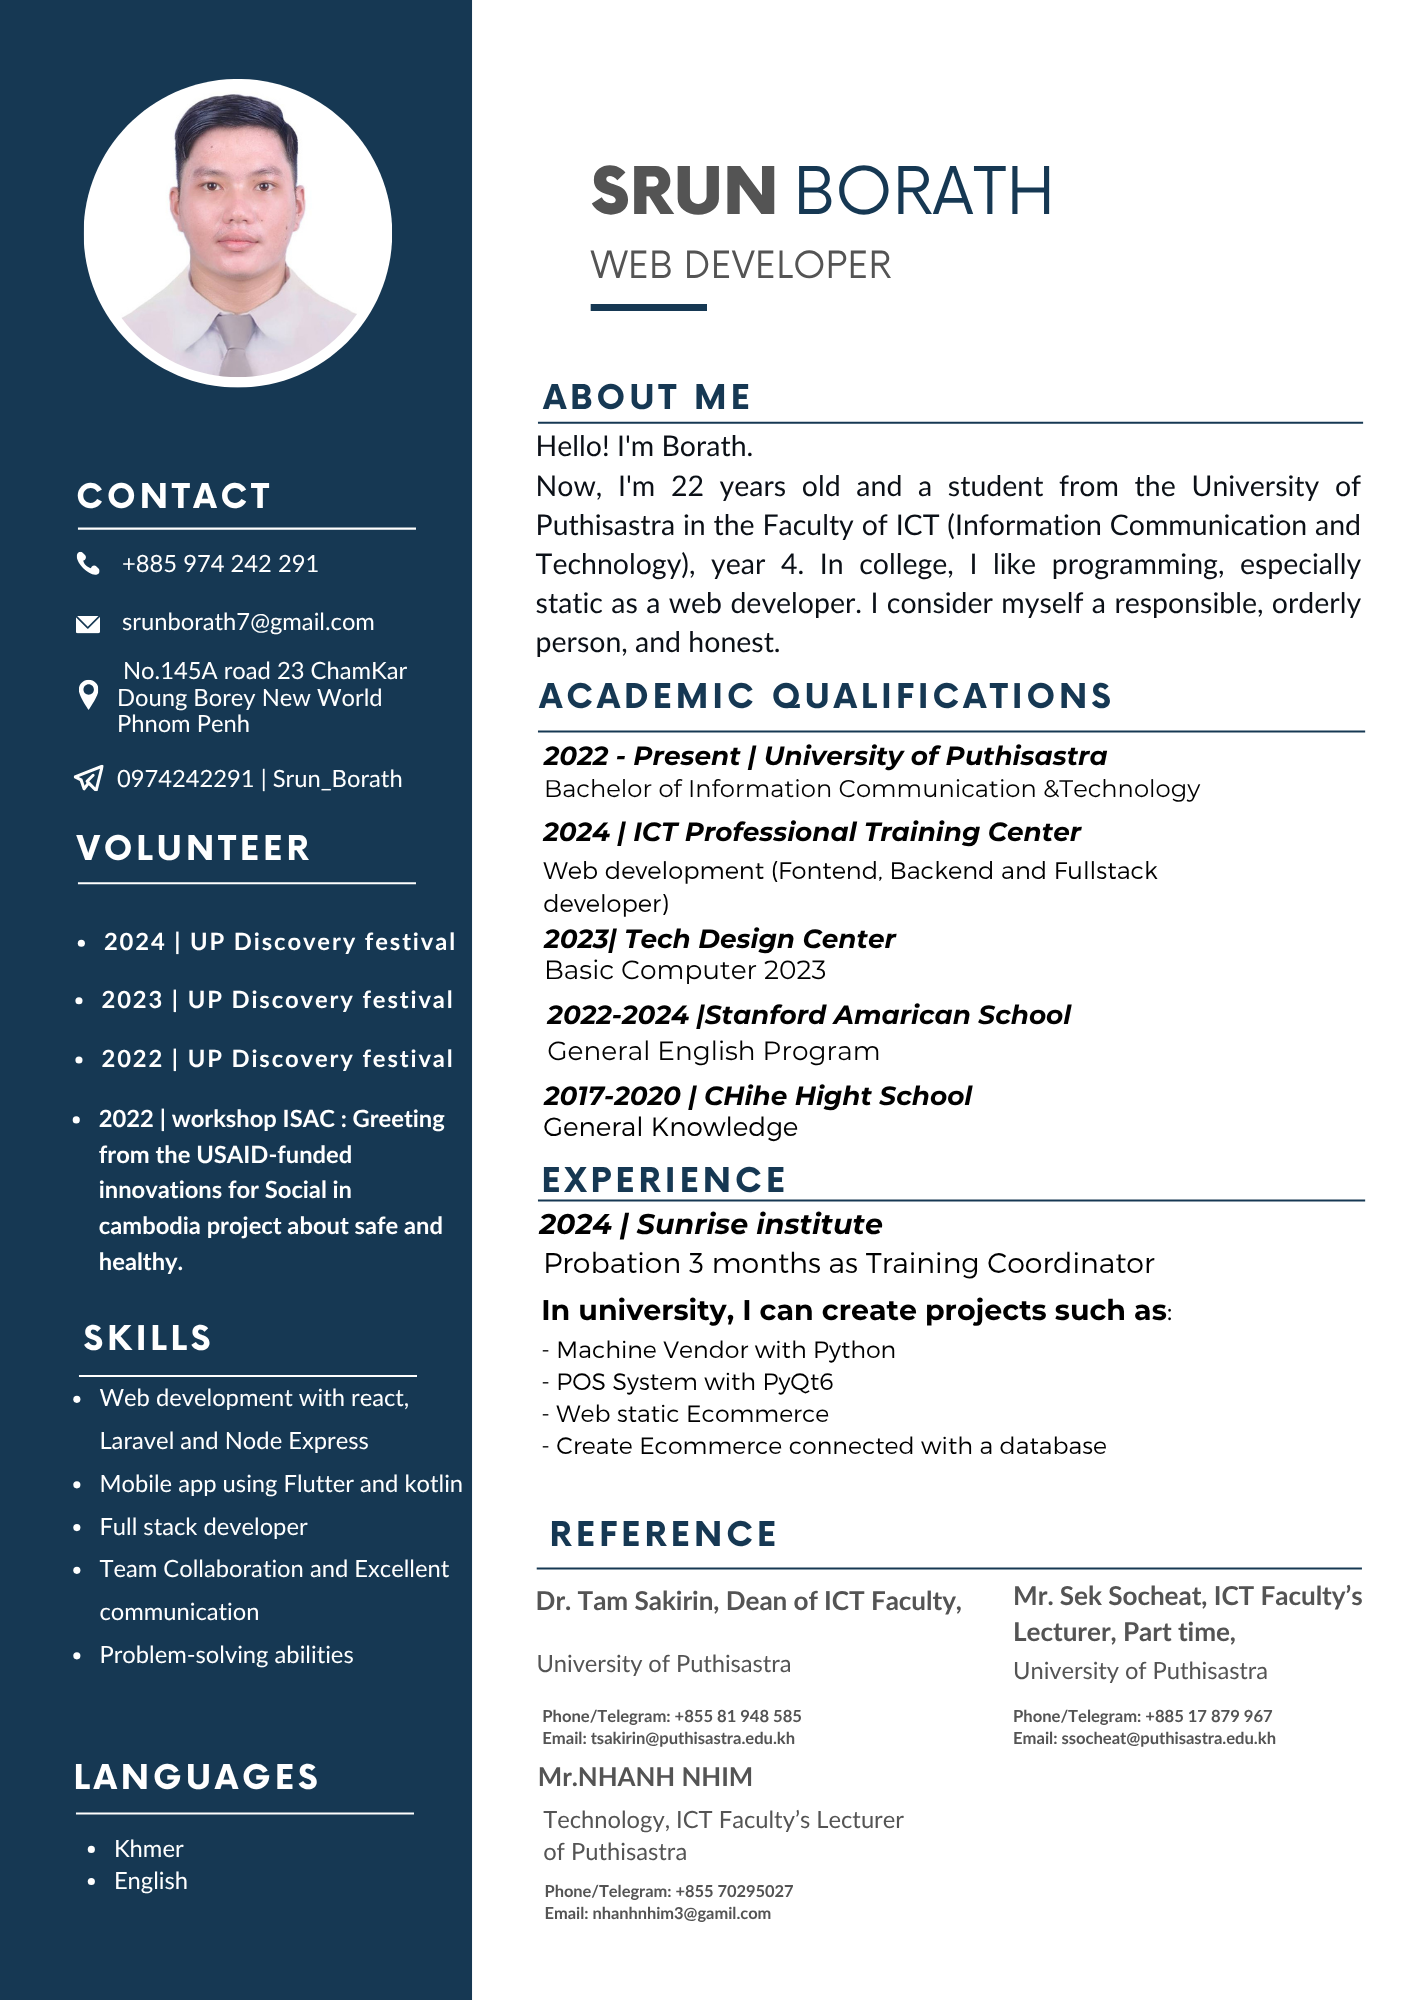 SRUN BORATH
WEB DEVELOPER
CONTACT
+885 974 242 291
srunborath7@gmail.com
No.145A road 23 ChamKar
Doung Borey New World
Phnom Penh
0974242291 | Srun_Borath
VOLUNTEER
• 2024 | UP Discovery festival
• 2023 | UP Discovery festival
• 2022 | UP Discovery festival
• 2022 | workshop ISAC : Greeting
from the USAID-funded
innovations for Social in
cambodia project about safe and
healthy.
SKILLS
• Web development with react,
Laravel and Node Express
• Mobile app using Flutter and kotlin
• Full stack developer
• Team Collaboration and Excellent
communication
• Problem-solving abilities
LANGUAGES
• Khmer
• English
ABOUT ME
Hello! I'm Borath.
Now, I'm 22 years old and a student from the University of
Puthisastra in the Faculty of ICT (Information Communication and
Technology), year 4. In college, I like programming, especially
static as a web developer. I consider myself a responsible, orderly
person, and honest.
ACADEMIC QUALIFICATIONS
2022 - Present | University of Puthisastra
Bachelor of Information Communication &Technology
2024 | ICT Professional Training Center
Web development (Fontend, Backend and Fullstack
developer)
2023| Tech Design Center
Basic Computer 2023
2022-2024 |Stanford Amarican School
General English Program
2017-2020 | CHihe Hight School
General Knowledge
EXPERIENCE
2024 | Sunrise institute
Probation 3 months as Training Coordinator
In university, I can create projects such as:
- Machine Vendor with Python
- POS System with PyQt6
- Web static Ecommerce
- Create Ecommerce connected with a database
REFERENCE
Dr. Tam Sakirin, Dean of ICT Faculty,
University of Puthisastra
Phone/Telegram: +855 81 948 585
Email: tsakirin@puthisastra.edu.kh
Mr. Sek Socheat, ICT Faculty’s
Lecturer, Part time,
University of Puthisastra
Phone/Telegram: +885 17 879 967
Email: ssocheat@puthisastra.edu.kh
Mr.NHANH NHIM
Technology, ICT Faculty’s Lecturer
of Puthisastra
Phone/Telegram: +855 70295027
Email: nhanhnhim3@gamil.com